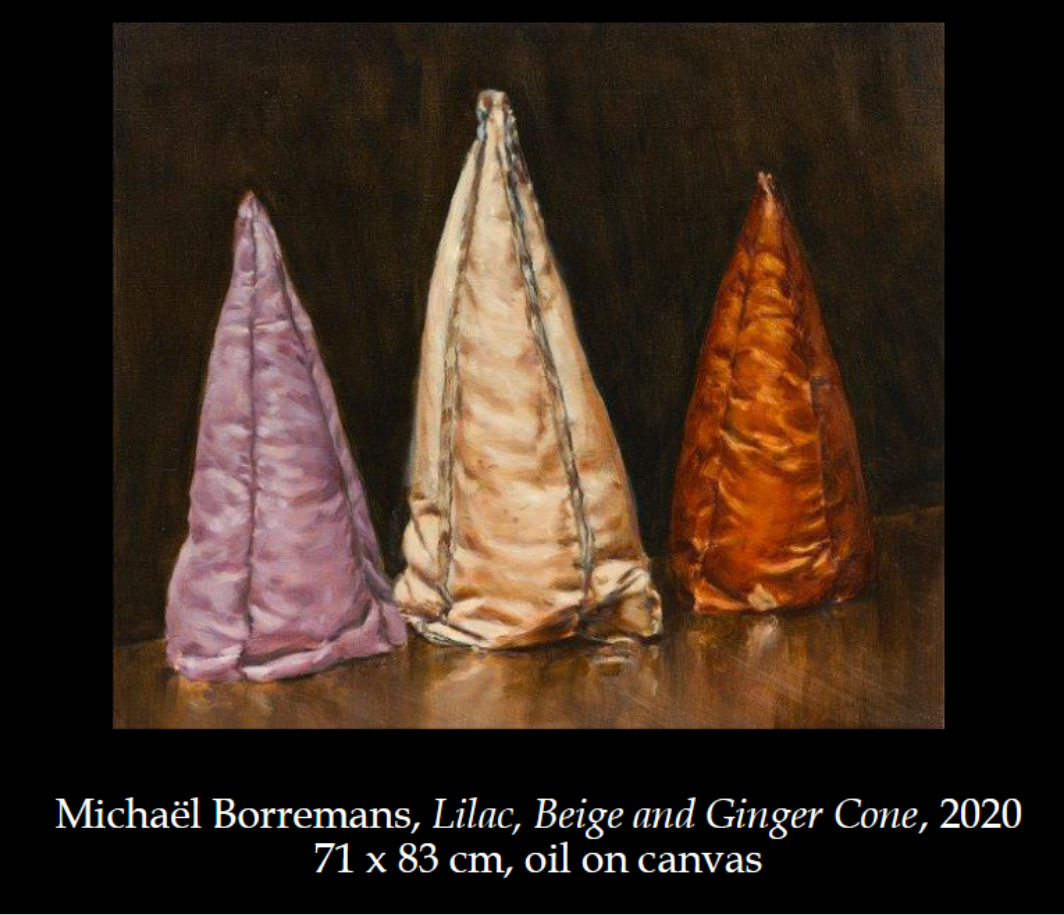 Michaël Borremans, Lilac, Beige and Ginger Cone, 2020
71 x 83 cm, oil on canvas